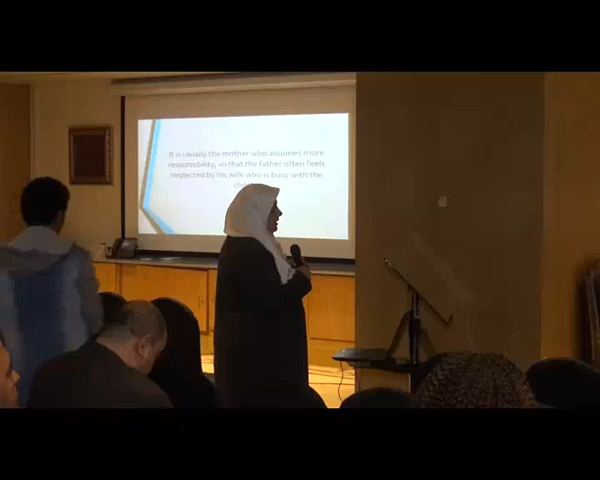 It is usually the mother who assumes more
responsibility, so that the father often feels
neglected by his wife who is busy with the